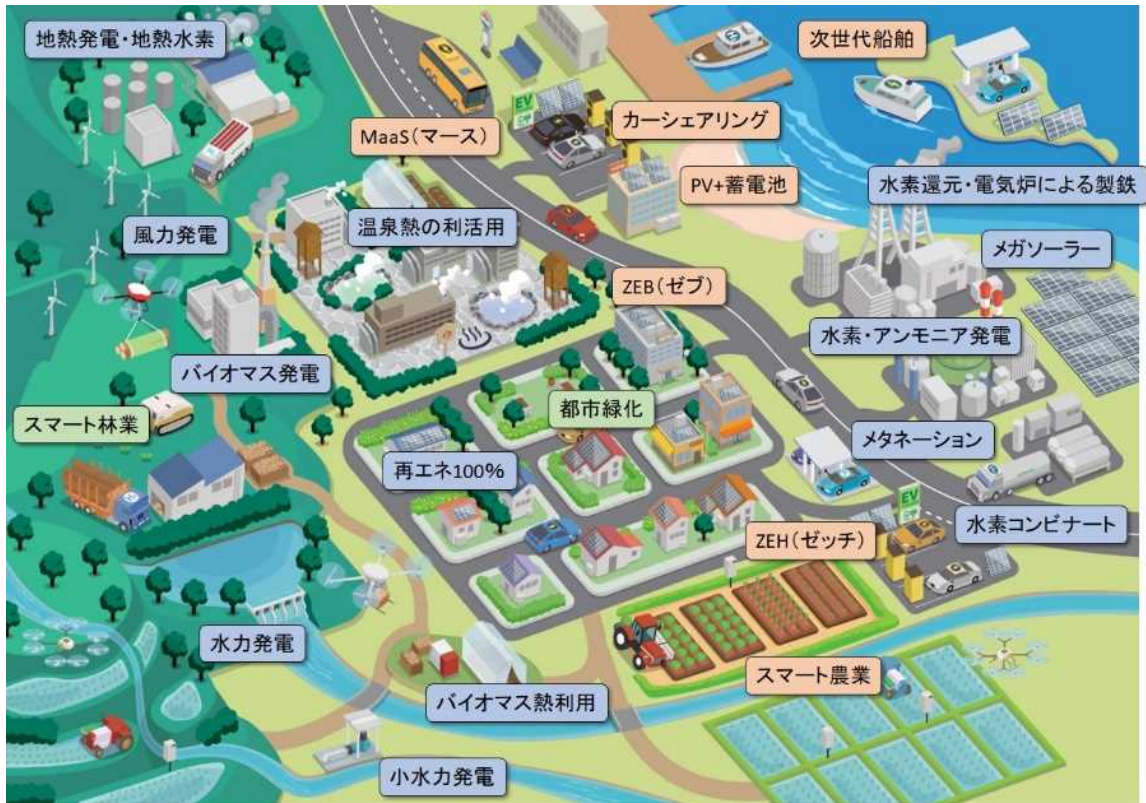 地熱発電・地熱水素
次世代船舶
EV
カーシェアリング
MaaS(マース)
PV+蓄電池
水素還元・電気炉による製鉄
風力発電
温泉熱の利活用
メガソーラー
ZEB(ゼブ)
水素・アンモニア発電
バイオマス発電
都市緑化
スマート林業
メタネーション
再エネ100%
EV
水素コンビナート
ZEH(ゼッチ)
水力発電
スマート農業
バイオマス熱利用
小水力発電